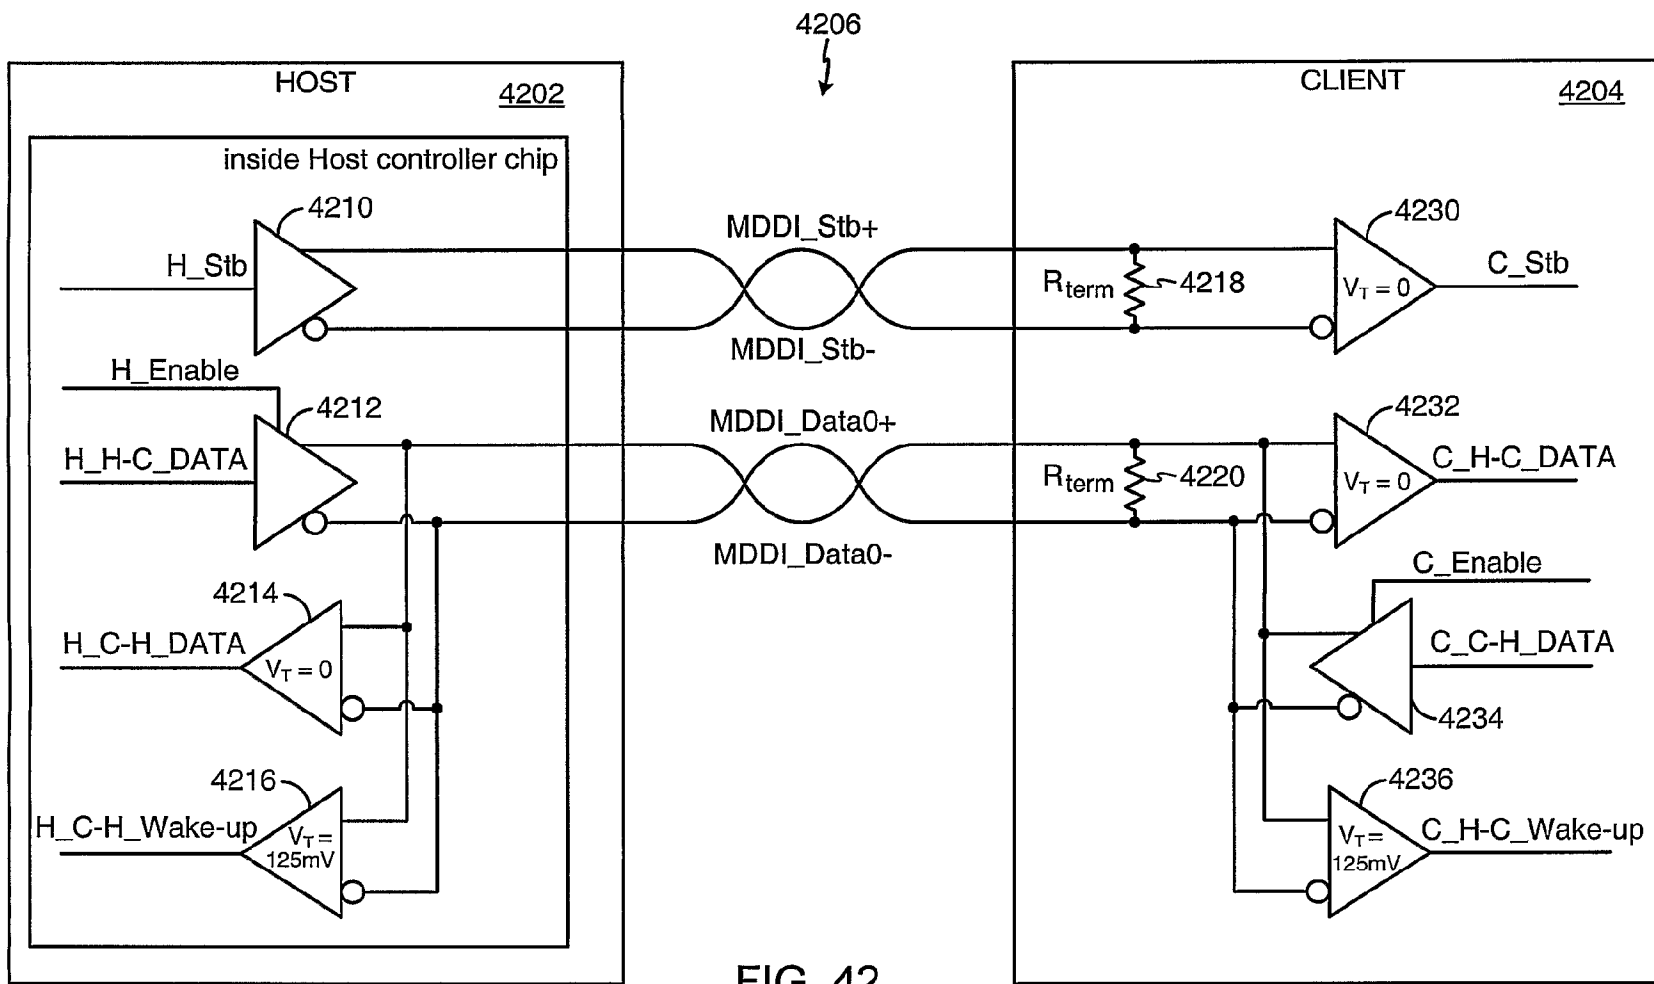 4206
HOST
4202
inside Host controller chip
4210
H_Stb
H_Enable
4212
H_H-C_DATA
4214
H_C-H_DATA
VT = 0
4216
H_C-H_Wake-up
VT =
125mV
MDDI_Stb+
MDDI_Stb-
MDDI_Data0+
MDDI_Data0-
CLIENT
4204
Rterm
4218
4230
VT = 0
C_Stb
Rterm
4220
4232
VT = 0
C_H-C_DATA
C_Enable
C_C-H_DATA
4234
4236
VT =
125mV
C_H-C_Wake-up
FIG. 42